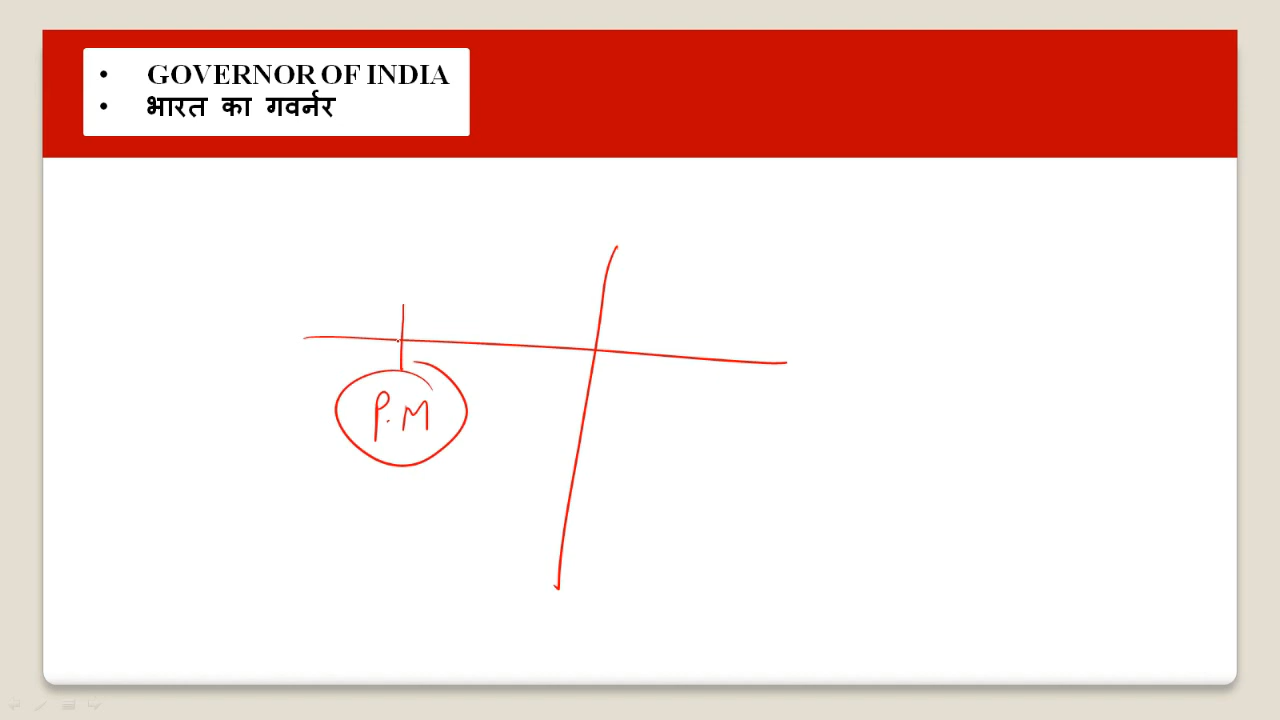 • GOVERNOR OF INDIA
• भारत का गवर्नर
P.M